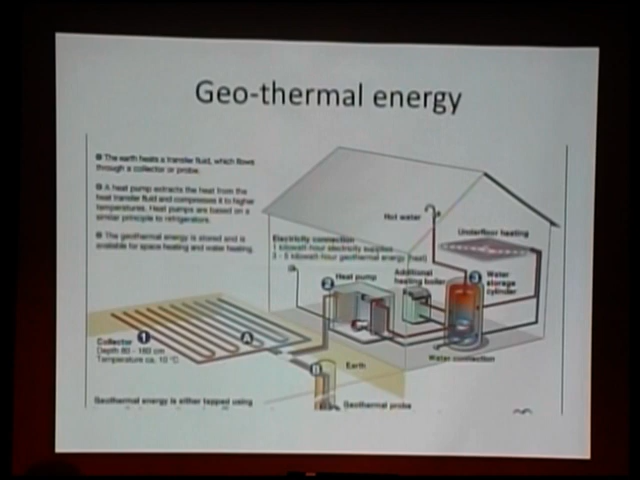 Geo-thermal energy
The earth heats a transfer fluid, which flows
through a collector or probe.
A heat pump extracts the heat from the
heat transfer fluid and compresses it to higher
temperatures. Heat pumps are based on a
similar principle to refrigerators.
The geothermal energy is stored and is
available for space heating and water heating.
Hot water
Underfloor heating
Electricity connection
1 kilowatt-hour electricity supplies
3 - 5 kilowatt-hour geothermal energy (heat)
2
Heat pump
Additional
heating boiler
3
Water
storage
cylinder
Water connection
1
A
Collector
Depth 80 - 160 cm
Temperature ca. 10 °C
B
Earth
Geothermal probe
Geothermal energy is either tapped using